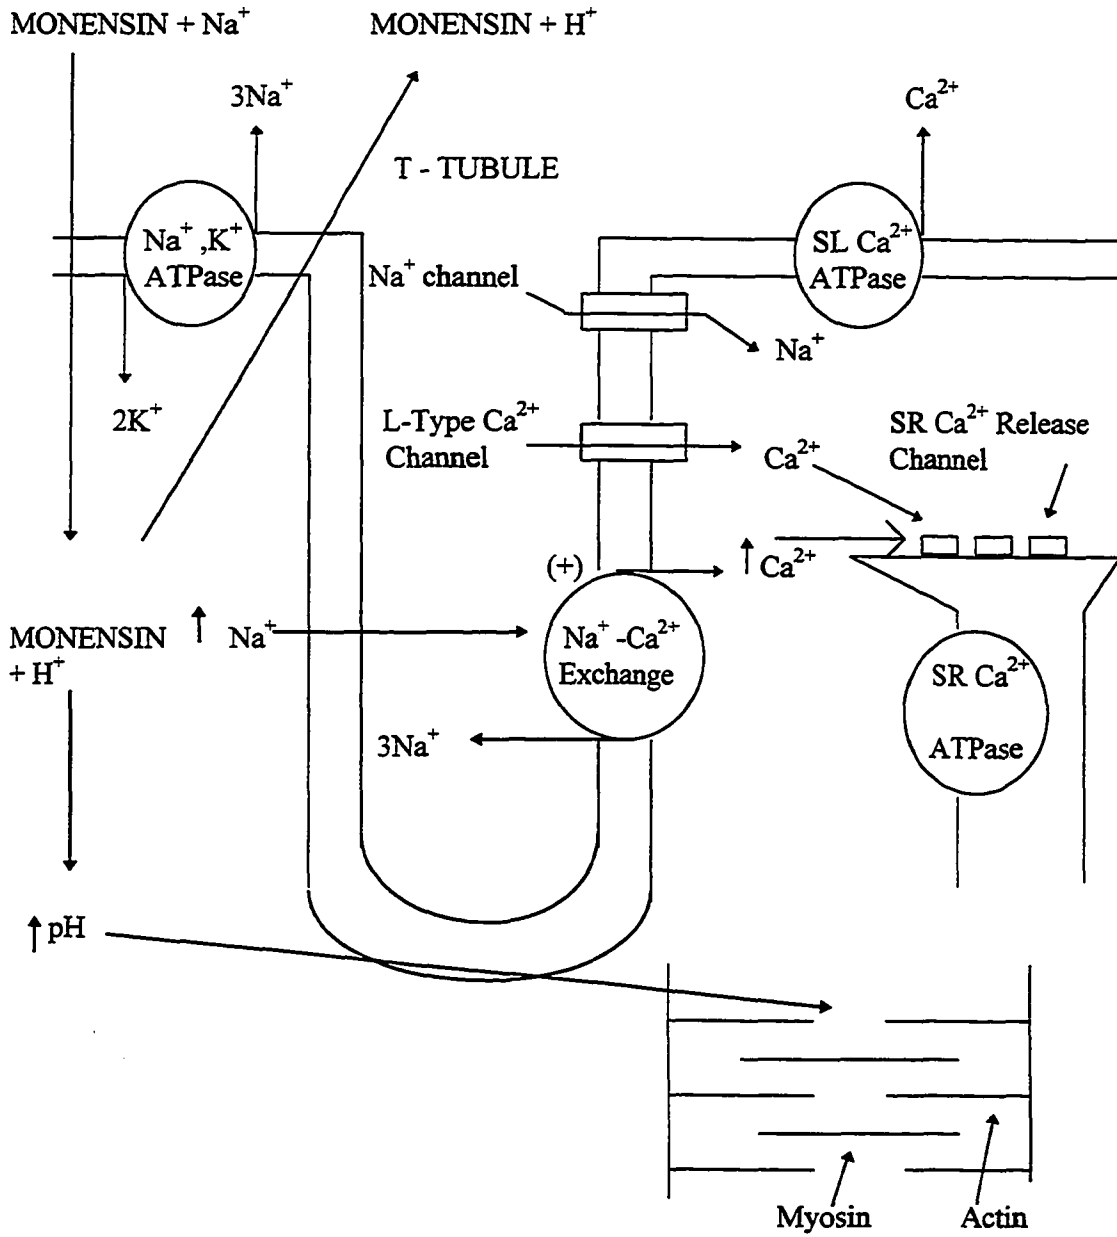 MONENSIN + Na⁺
MONENSIN + H⁺
3Na⁺
Ca²⁺
T - TUBULE
Na⁺ ,K⁺
ATPase
SL Ca²⁺
ATPase
Na⁺ channel
Na⁺
2K⁺
L-Type Ca²⁺
Channel
Ca²⁺
SR Ca²⁺ Release
Channel
(+)
↑ Ca²⁺
MONENSIN
+ H⁺
↑ Na⁺
Na⁺ -Ca²⁺
Exchange
SR Ca²⁺
ATPase
3Na⁺
↑ pH
Myosin
Actin